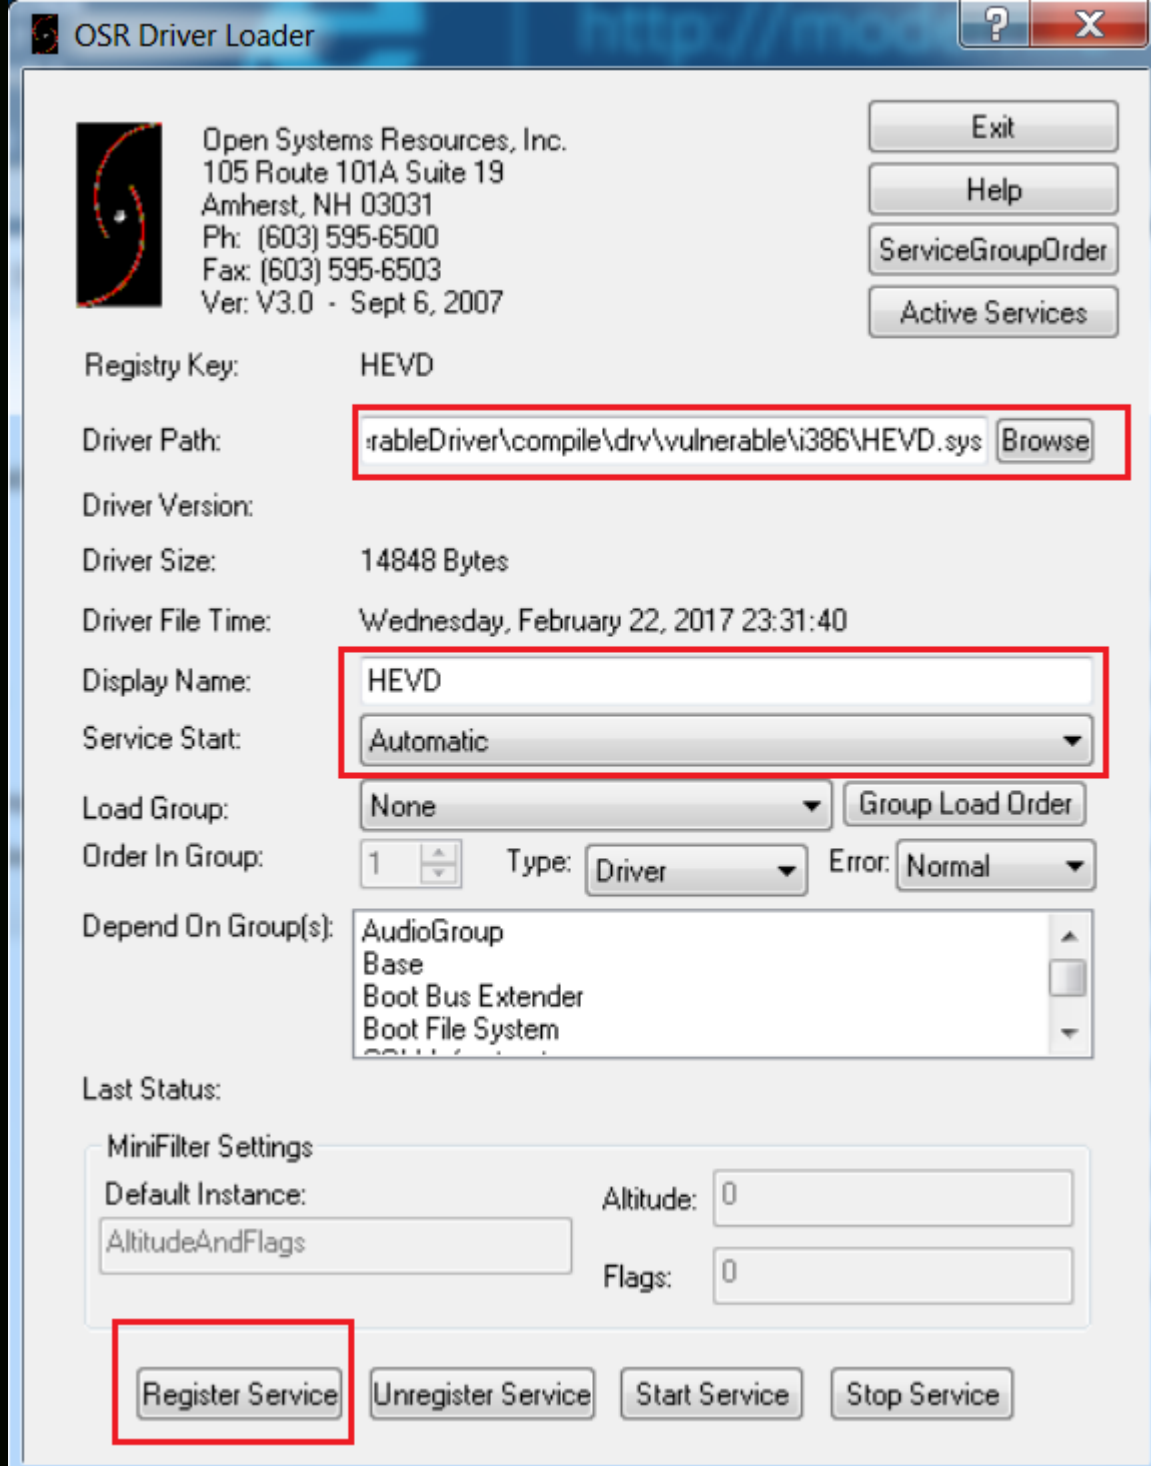 http://mod
OSR Driver Loader
Open Systems Resources, Inc.
105 Route 101A Suite 19
Amherst, NH 03031
Ph: (603) 595-6500
Fax: (603) 595-6503
Ver: V3.0 - Sept 6, 2007
Exit
Help
ServiceGroupOrder
Active Services
Registry Key: HEVD
Driver Path: rableDriver\compile\drv\vulnerable\i386\HEVD.sys Browse
Driver Version:
Driver Size: 14848 Bytes
Driver File Time: Wednesday, February 22, 2017 23:31:40
Display Name: HEVD
Service Start: Automatic
Load Group: None Group Load Order
Order In Group: 1 Type: Driver Error: Normal
Depend On Group(s): AudioGroup
Base
Boot Bus Extender
Boot File System
Last Status:
MiniFilter Settings
Default Instance: Altitude: 0
AltitudeAndFlags
Flags: 0
Register Service Unregister Service Start Service Stop Service